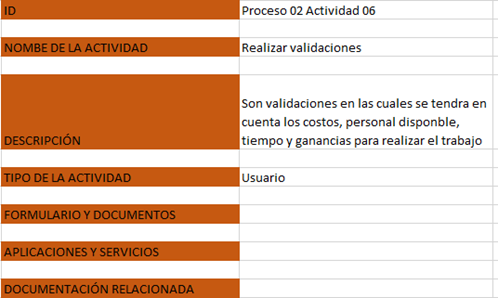 ID Proceso 02 Actividad 06
NOMBE DE LA ACTIVIDAD Realizar validaciones
Son validaciones en las cuales se tendra en
cuenta los costos, personal disponble,
DESCRIPCIÓN tiempo y ganancias para realizar el trabajo
TIPO DE LA ACTIVIDAD Usuario
FORMULARIO Y DOCUMENTOS
APLICACIONES Y SERVICIOS
DOCUMENTACIÓN RELACIONADA